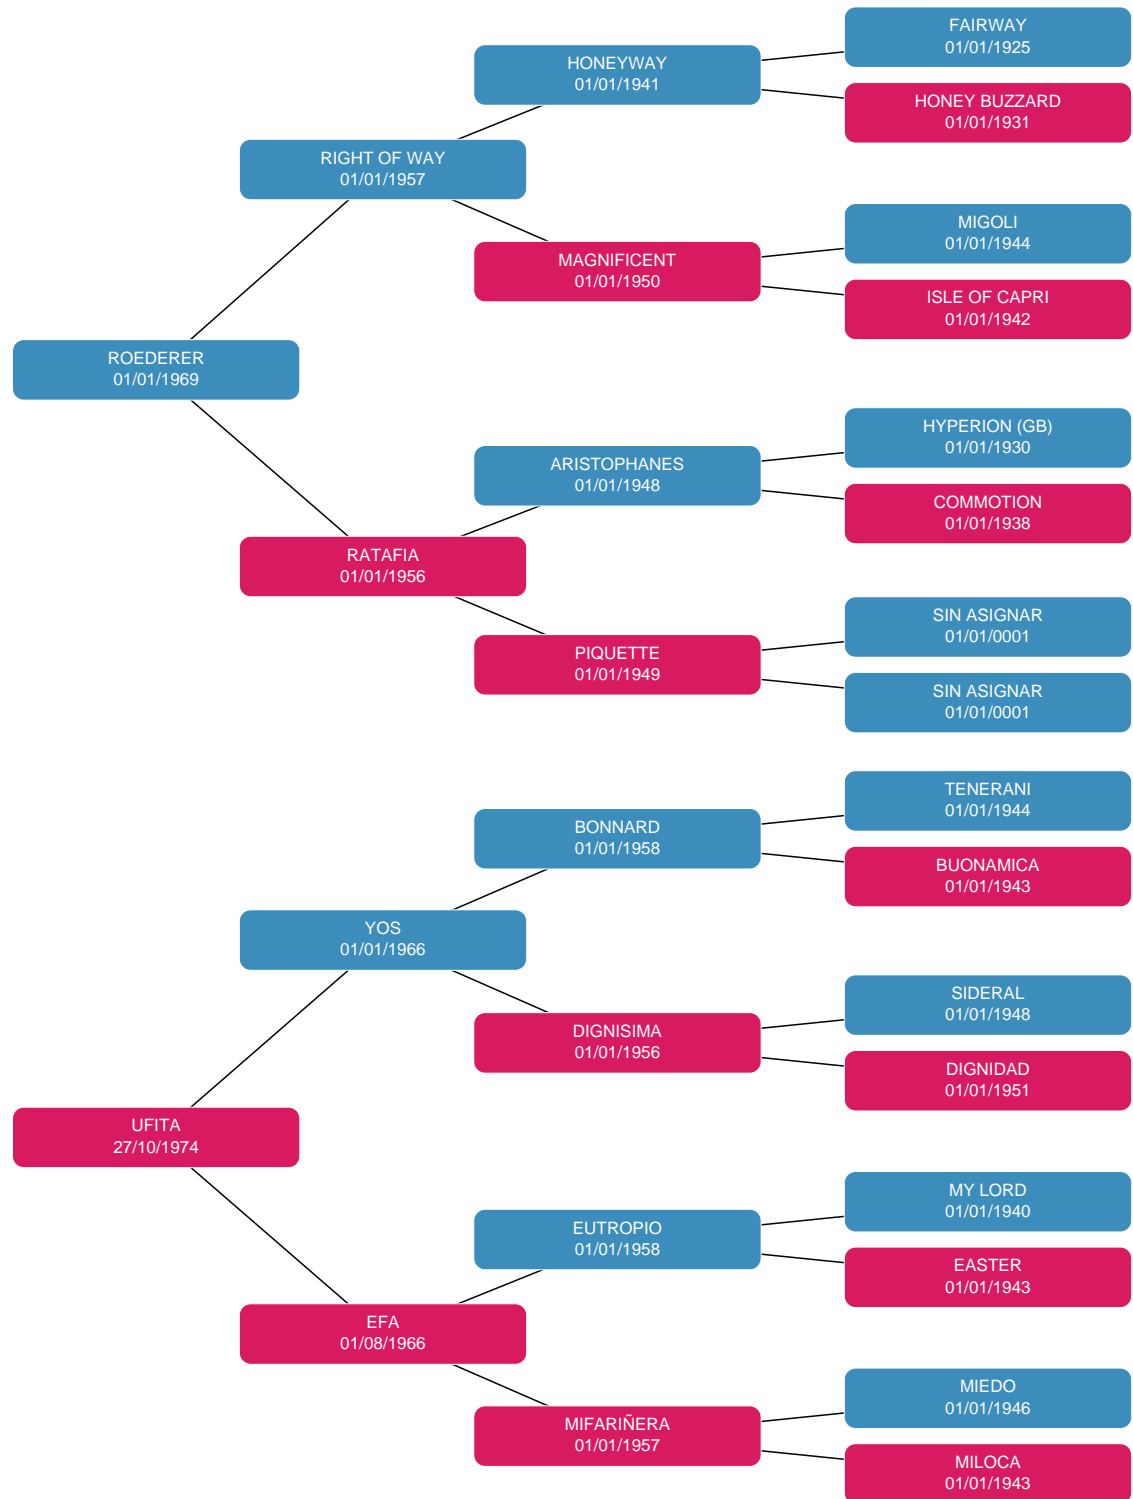 FAIRWAY
01/01/1925
HONEYWAY
01/01/1941
HONEY BUZZARD
01/01/1931
RIGHT OF WAY
01/01/1957
MIGOLI
01/01/1944
MAGNIFICENT
01/01/1950
ISLE OF CAPRI
01/01/1942
ROEDERER
01/01/1969
HYPERION (GB)
01/01/1930
ARISTOPHANES
01/01/1948
COMMOTION
01/01/1938
RATAFIA
01/01/1956
SIN ASIGNAR
01/01/0001
PIQUETTE
01/01/1949
SIN ASIGNAR
01/01/0001
TENERANI
01/01/1944
BONNARD
01/01/1958
BUONAMICA
01/01/1943
YOS
01/01/1966
SIDERAL
01/01/1948
DIGNISIMA
01/01/1956
DIGNIDAD
01/01/1951
UFITA
27/10/1974
MY LORD
01/01/1940
EUTROPIO
01/01/1958
EASTER
01/01/1943
EFA
01/08/1966
MIEDO
01/01/1946
MIFARIÑERA
01/01/1957
MILOCA
01/01/1943